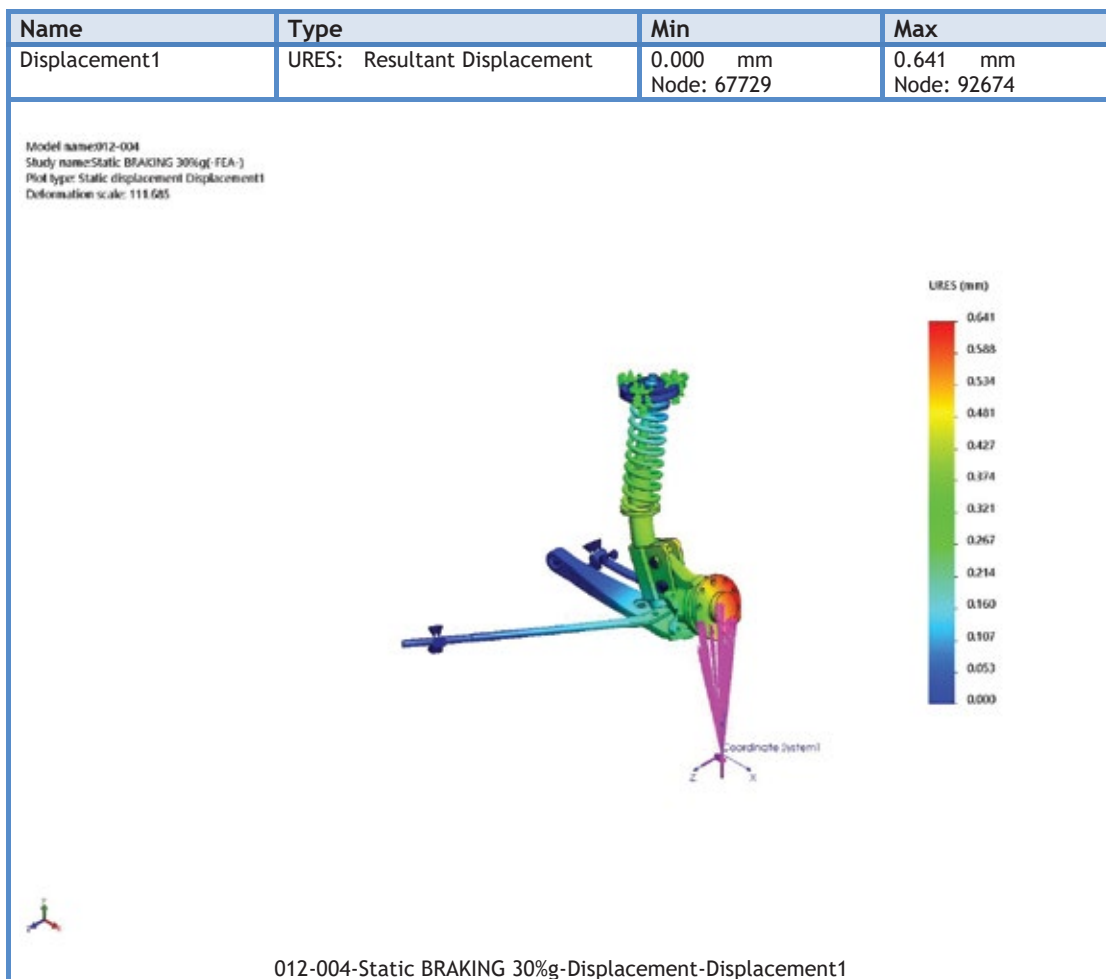 Name Type Min Max
Displacement1 URES: Resultant Displacement 0.000 mm 0.641 mm
Node: 67729 Node: 92674
Model name:012-004
Study name:Static BRAKING 30%g(-FEA-)
Plot type: Static displacement Displacement1
Deformation scale: 111.685
URES (mm)
0.641
0.588
0.534
0.481
0.427
0.374
0.321
0.267
0.214
0.160
0.107
0.053
0.000
Coordinate System1
Z X
012-004-Static BRAKING 30%g-Displacement-Displacement1